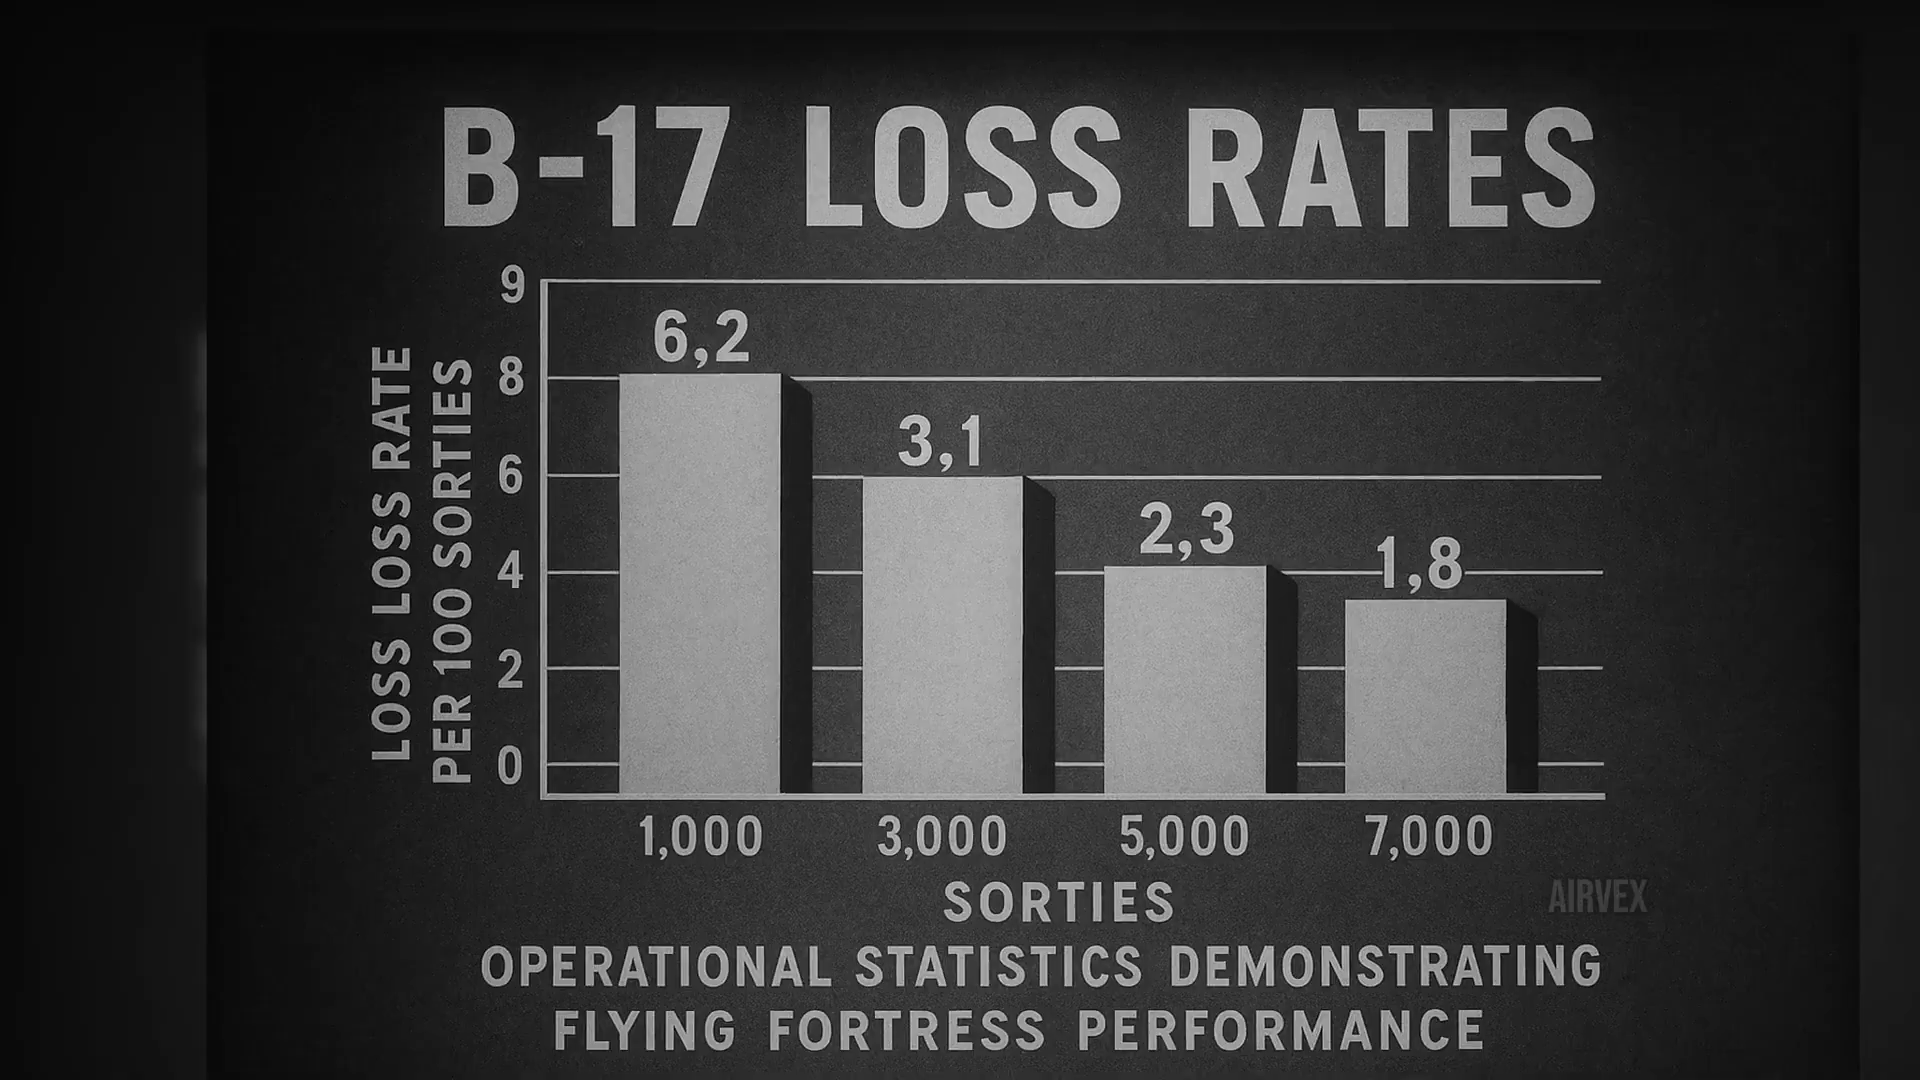 B-17 LOSS RATES
9
8
6
4
2
0
LOSS LOSS RATE
PER 100 SORTIES
6,2
3,1
2,3
1,8
1,000 3,000 5,000 7,000
SORTIES
AIRVEX
OPERATIONAL STATISTICS DEMONSTRATING
FLYING FORTRESS PERFORMANCE